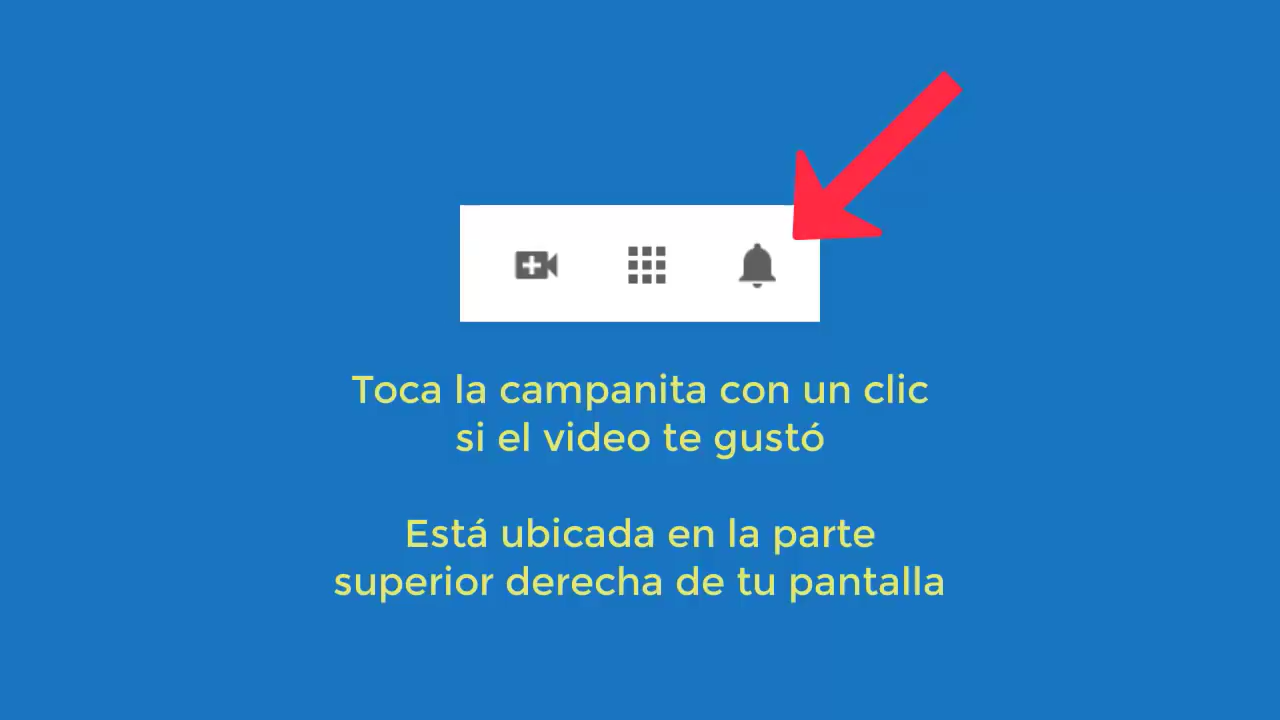 Toca la campanita con un clic
si el video te gustó
Está ubicada en la parte
superior derecha de tu pantalla